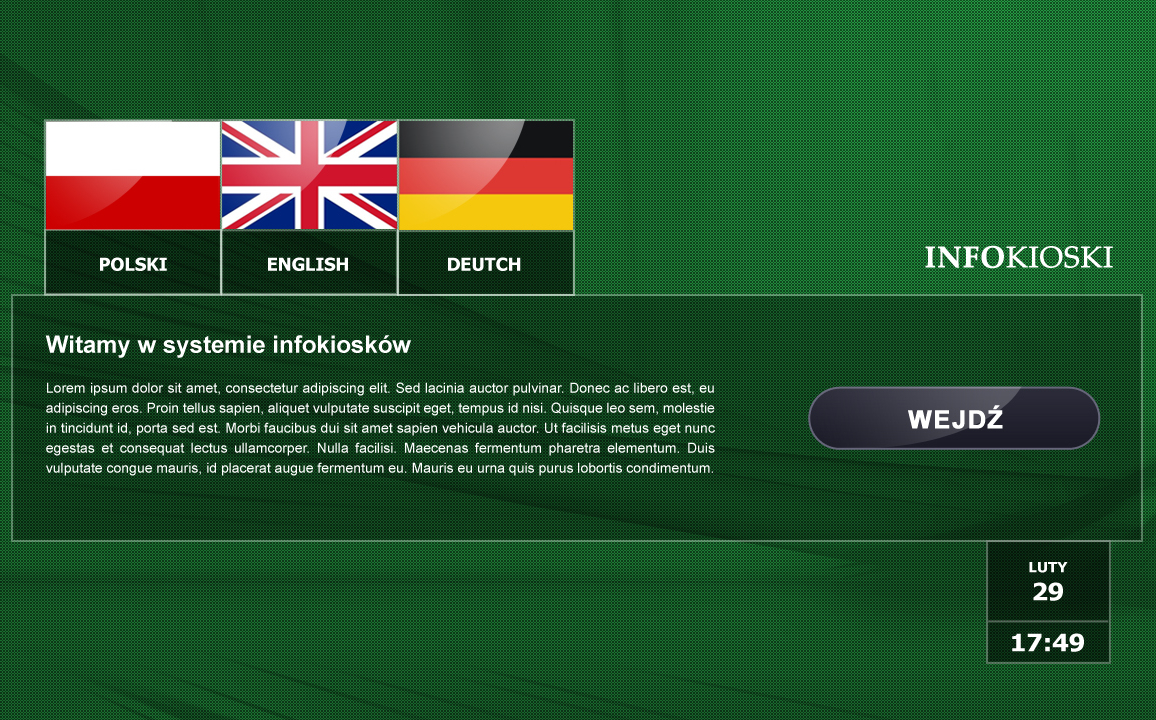 POLSKI ENGLISH DEUTCH
INFOKIOSKI
Witamy w systemie infokiosków
Lorem ipsum dolor sit amet, consectetur adipiscing elit. Sed lacinia auctor pulvinar. Donec ac libero est, eu
adipiscing eros. Proin tellus sapien, aliquet vulputate suscipit eget, tempus id nisi. Quisque leo sem, molestie
in tincidunt id, porta sed est. Morbi faucibus dui sit amet sapien vehicula auctor. Ut facilisis metus eget nunc
egestas et consequat lectus ullamcorper. Nulla facilisi. Maecenas fermentum pharetra elementum. Duis
vulputate congue mauris, id placerat augue fermentum eu. Mauris eu urna quis purus lobortis condimentum.
WEJDŹ
LUTY
29
17:49